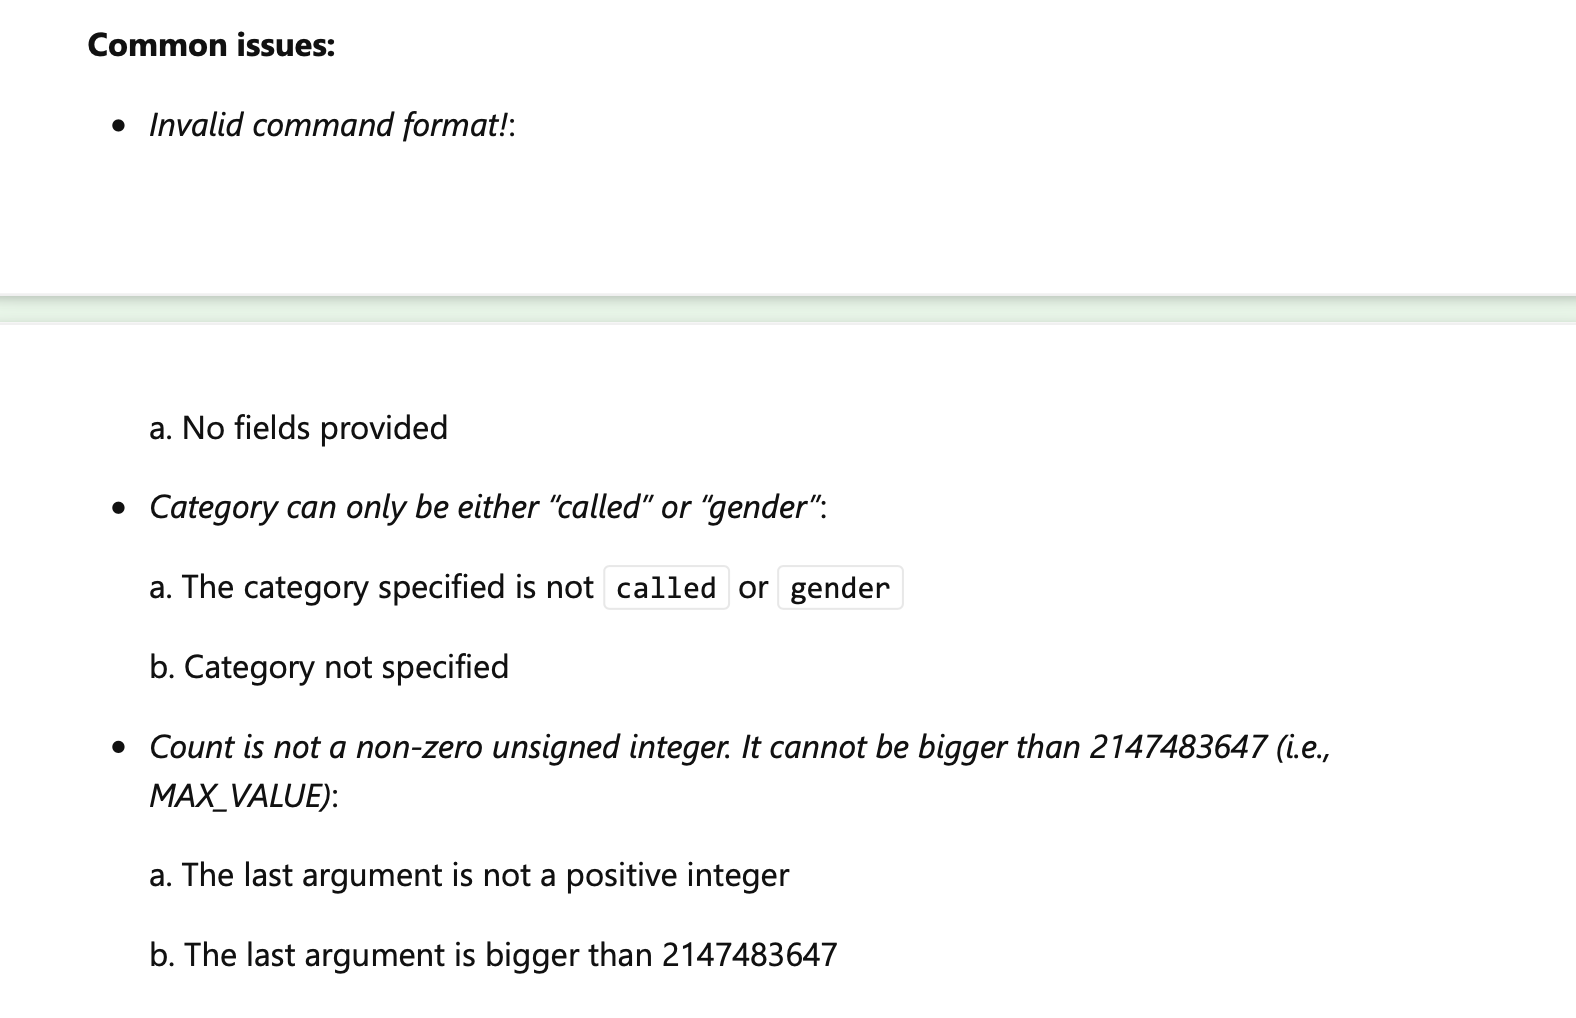 Common issues:
• Invalid command format!:
a. No fields provided
• Category can only be either “called” or “gender”:
a. The category specified is not called or gender
b. Category not specified
• Count is not a non-zero unsigned integer. It cannot be bigger than 2147483647 (i.e.,
MAX_VALUE):
a. The last argument is not a positive integer
b. The last argument is bigger than 2147483647